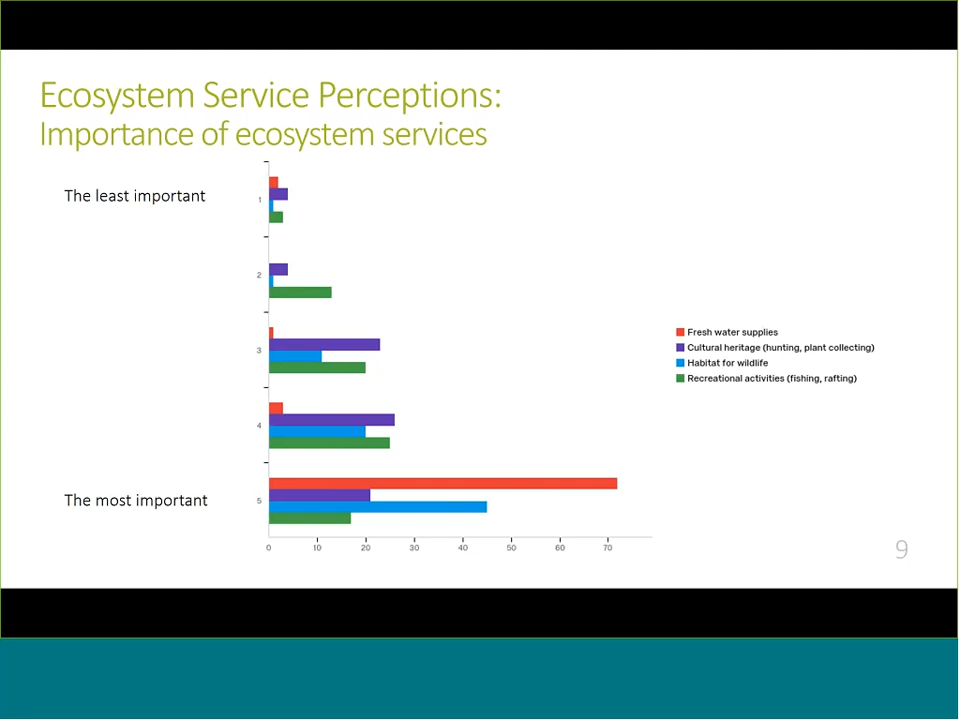 Ecosystem Service Perceptions:
Importance of ecosystem services
The least important
1
2
3
4
The most important
5
0 10 20 30 40 50 60 70
Fresh water supplies
Cultural heritage (hunting, plant collecting)
Habitat for wildlife
Recreational activities (fishing, rafting)
9